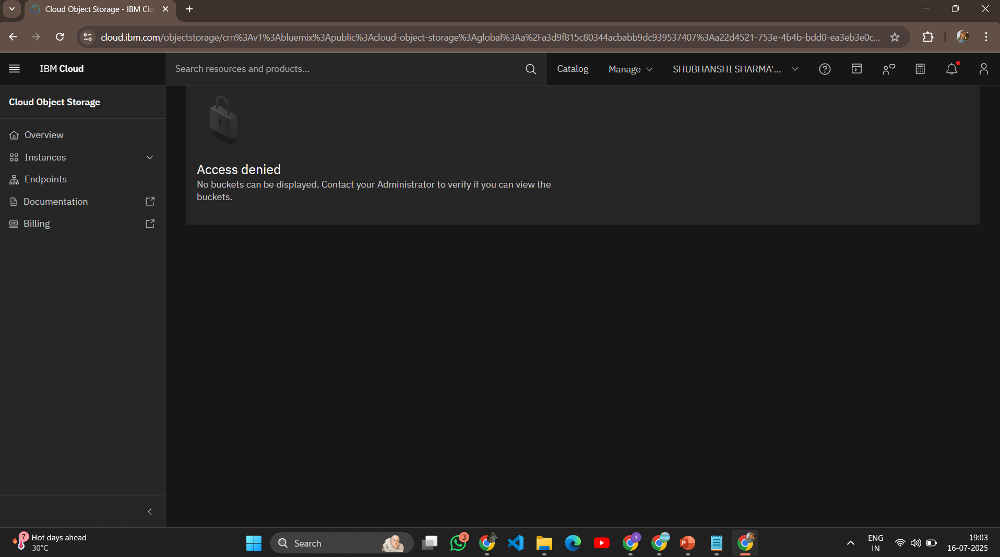 Cloud Object Storage - IBM Clo
cloud.ibm.com/objectstorage/crn%3Av1%3Abluemix%3Apublic%3Acloud-object-storage%3Aglobal%3Aa%2Fa3d9f815c80344acbabb9dc939537407%3Aa22d4521-753e-4b4b-bdd0-ea3eb3e0c...
IBM Cloud
Search resources and products...
Catalog
Manage
SHUBHANSHI SHARMA'...
Cloud Object Storage
Overview
Instances
Endpoints
Documentation
Billing
Access denied
No buckets can be displayed. Contact your Administrator to verify if you can view the
buckets.
7
Hot days ahead
30°C
Search
3
V
P
ENG
IN
19:03
16-07-2025